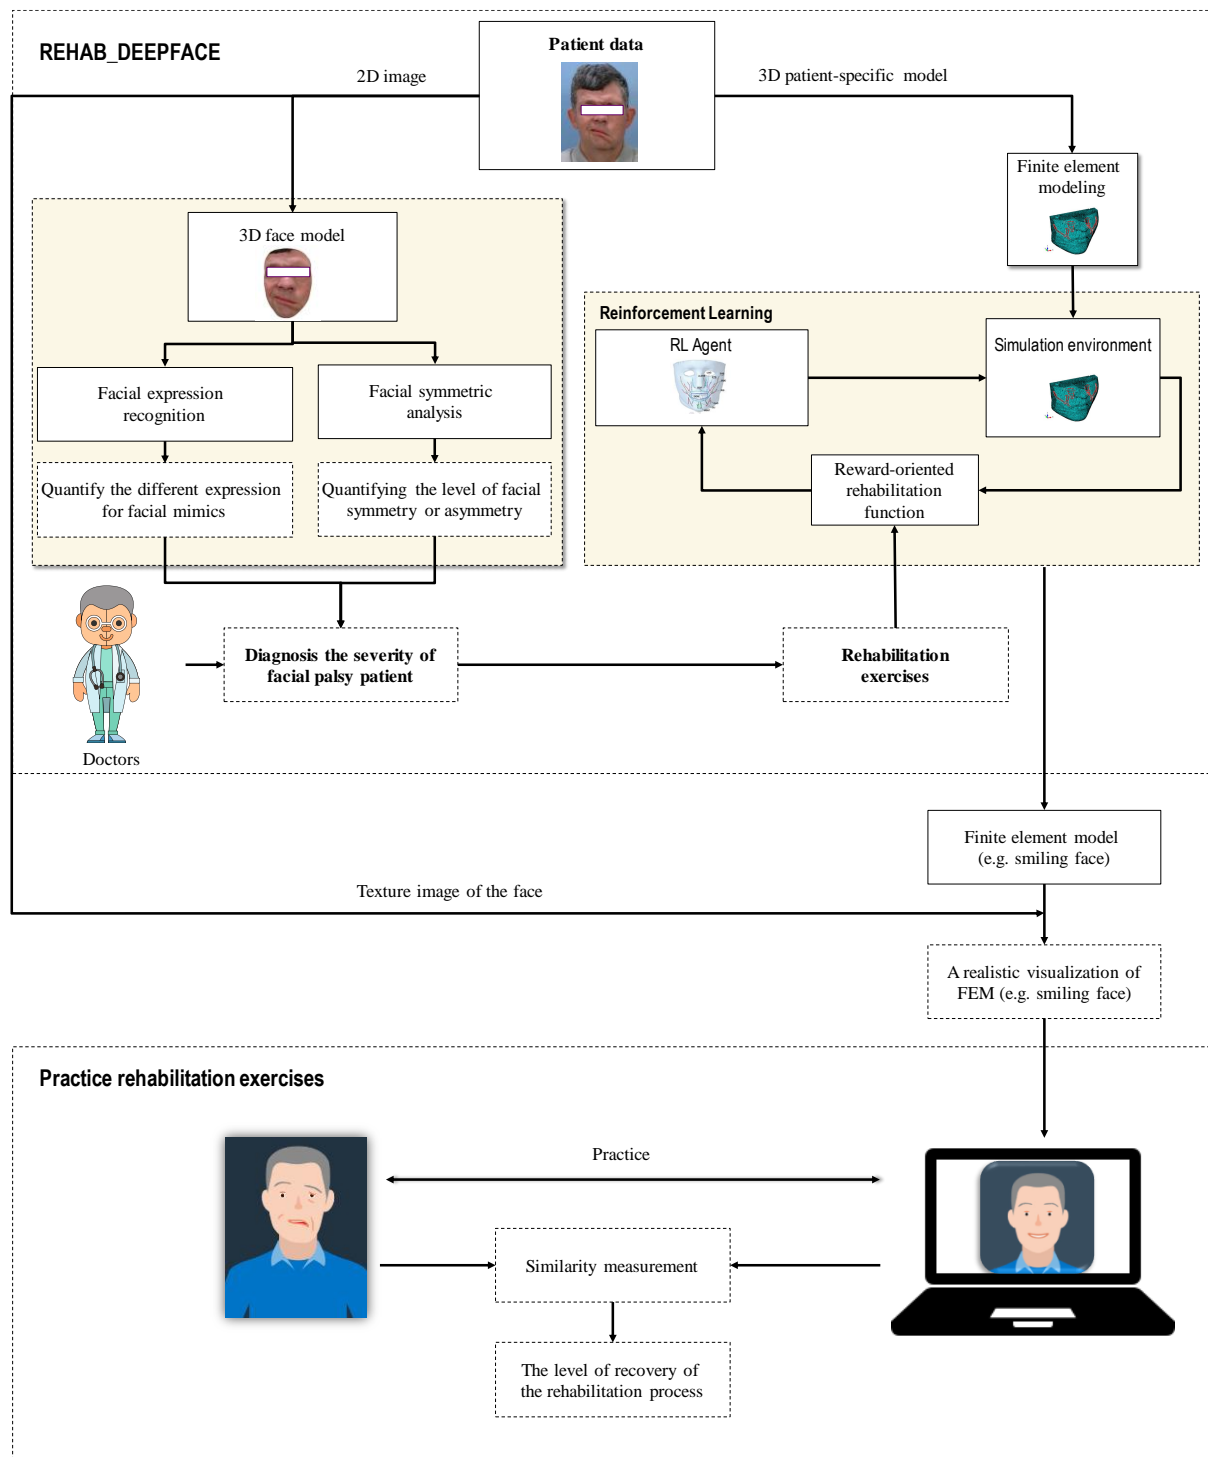 REHAB_DEEPFACE
Patient data
2D image
3D patient-specific model
Finite element
modeling
3D face model
Reinforcement Learning
RL Agent
Simulation environment
Facial expression
recognition
Facial symmetric
analysis
Quantify the different expression
for facial mimics
Quantifying the level of facial
symmetry or asymmetry
Reward-oriented
rehabilitation
function
Diagnosis the severity of
facial palsy patient
Rehabilitation
exercises
Doctors
Finite element model
(e.g. smiling face)
Texture image of the face
A realistic visualization of
FEM (e.g. smiling face)
Practice rehabilitation exercises
Practice
Similarity measurement
The level of recovery of
the rehabilitation process